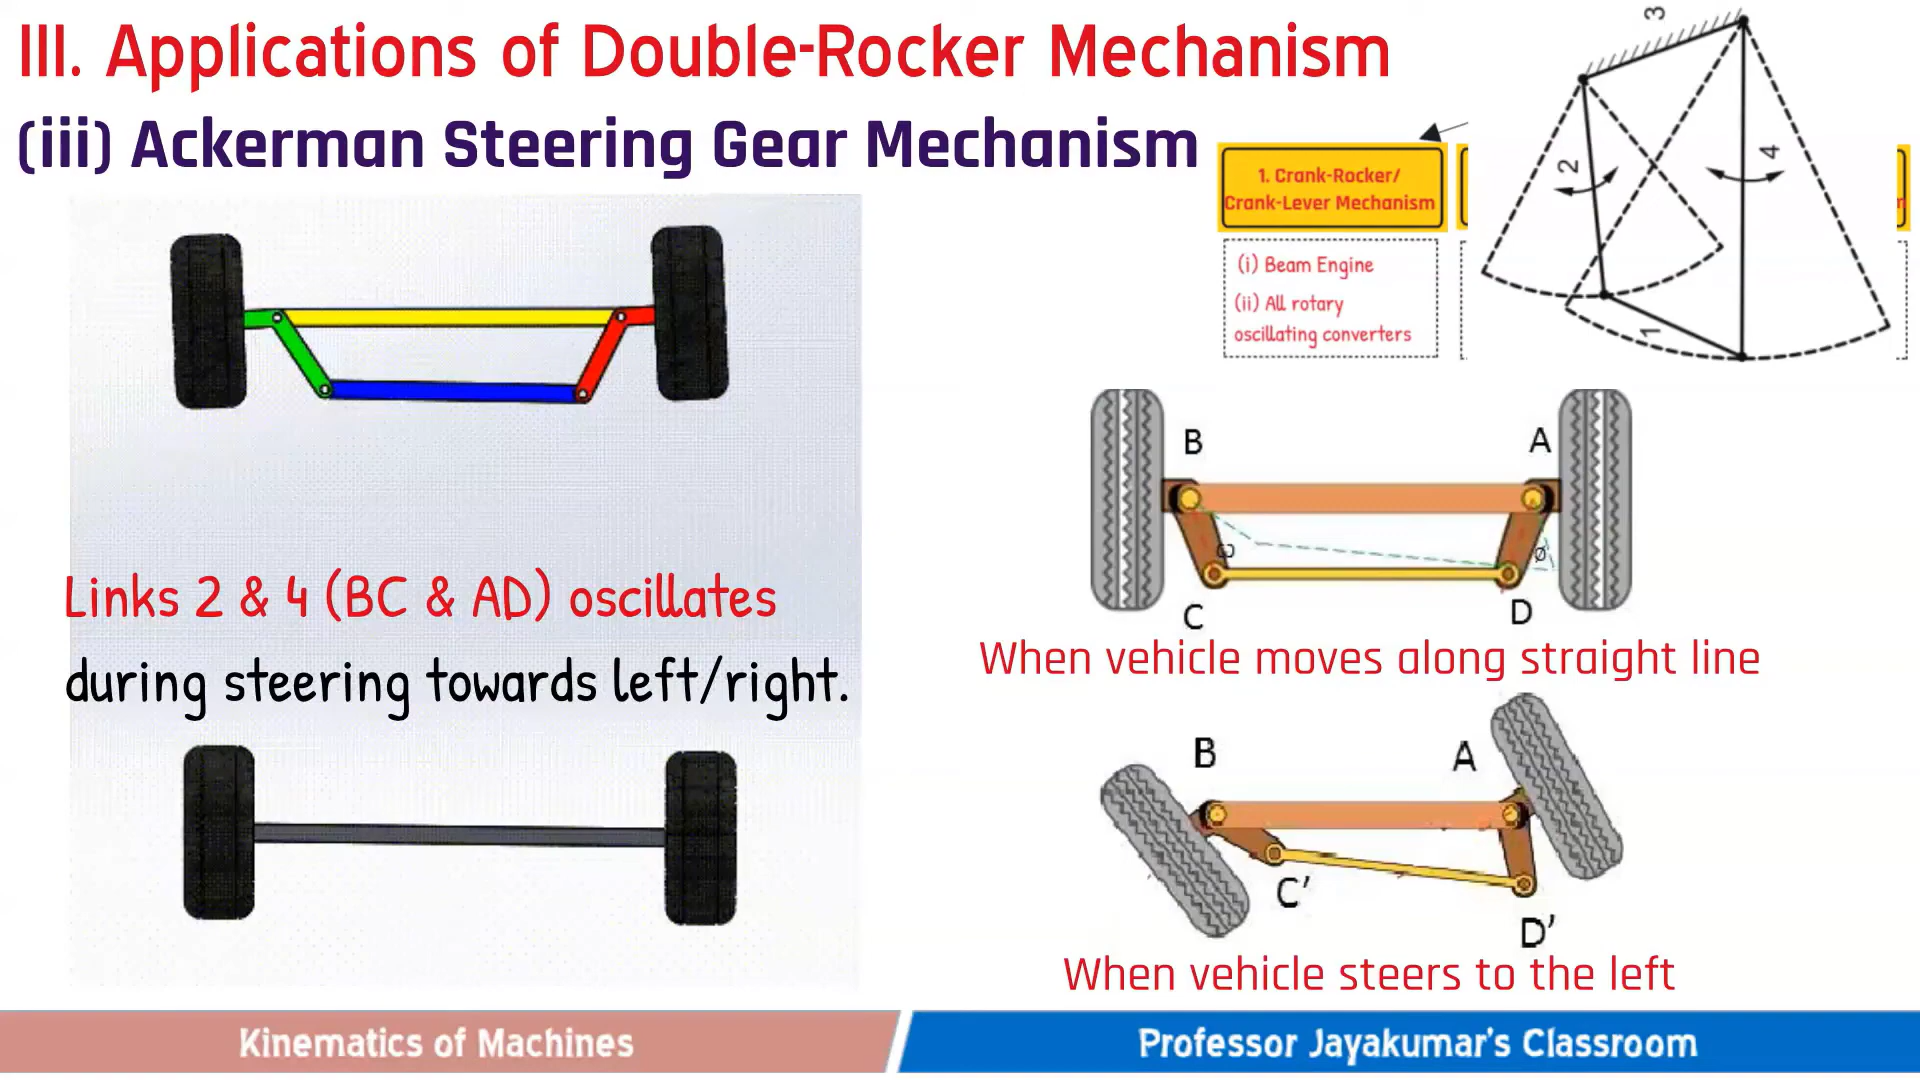 III. Applications of Double-Rocker Mechanism
(iii) Ackerman Steering Gear Mechanism
1. Crank-Rocker/
Crank-Lever Mechanism
(i) Beam Engine
(ii) All rotary
oscillating converters
3
2
4
1
B
A
C
D
ω
ø
When vehicle moves along straight line
Links 2 & 4 (BC & AD) oscillates
during steering towards left/right.
B
A
C'
D'
When vehicle steers to the left
Kinematics of Machines
Professor Jayakumar's Classroom